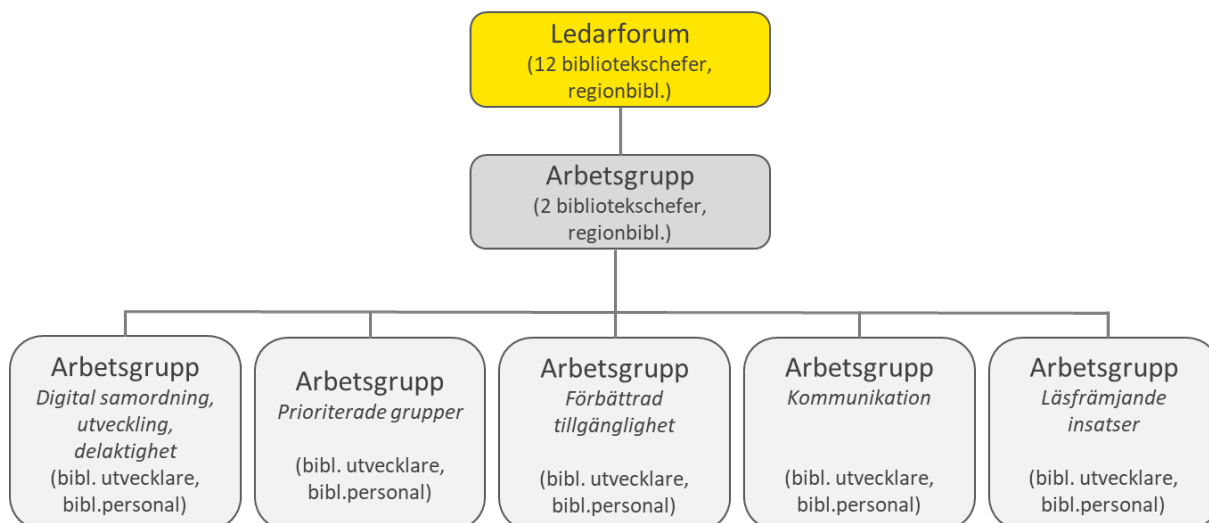 Ledarforum
(12 bibliotekschefer,
regionbibl.)
Arbetsgrupp
(2 bibliotekschefer,
regionbibl.)
Arbetsgrupp
Digital samordning,
utveckling,
delaktighet
(bibl. utvecklare,
bibl.personal)
Arbetsgrupp
Prioriterade grupper
(bibl. utvecklare,
bibl.personal)
Arbetsgrupp
Förbättrad
tillgänglighet
(bibl. utvecklare,
bibl.personal)
Arbetsgrupp
Kommunikation
(bibl. utvecklare,
bibl.personal)
Arbetsgrupp
Läsfrämjande
insatser
(bibl. utvecklare,
bibl.personal)